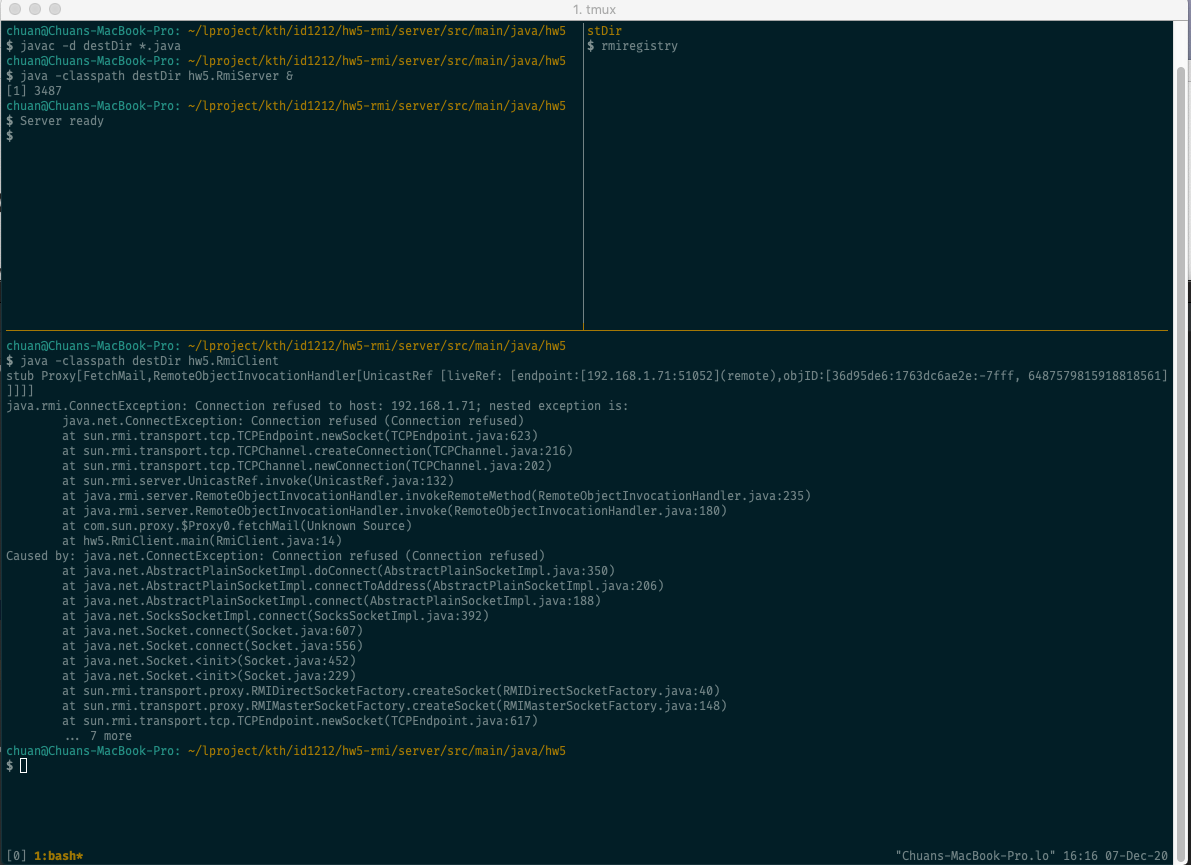 1. tmux
chuan@Chuans-MacBook-Pro: ~/lproject/kth/id1212/hw5-rmi/server/src/main/java/hw5
$ javac -d destDir *.java
chuan@Chuans-MacBook-Pro: ~/lproject/kth/id1212/hw5-rmi/server/src/main/java/hw5
$ java -classpath destDir hw5.RmiServer &
[1] 3487
chuan@Chuans-MacBook-Pro: ~/lproject/kth/id1212/hw5-rmi/server/src/main/java/hw5
$ Server ready
$
stDir
$ rmiregistry
chuan@Chuans-MacBook-Pro: ~/lproject/kth/id1212/hw5-rmi/server/src/main/java/hw5
$ java -classpath destDir hw5.RmiClient
stub Proxy[FetchMail,RemoteObjectInvocationHandler[UnicastRef [liveRef: [endpoint:[192.168.1.71:51052](remote),objID:[36d95de6:1763dc6ae2e:-7fff, 6487579815918818561]
]]]]
java.rmi.ConnectException: Connection refused to host: 192.168.1.71; nested exception is:
        java.net.ConnectException: Connection refused (Connection refused)
        at sun.rmi.transport.tcp.TCPEndpoint.newSocket(TCPEndpoint.java:623)
        at sun.rmi.transport.tcp.TCPChannel.createConnection(TCPChannel.java:216)
        at sun.rmi.transport.tcp.TCPChannel.newConnection(TCPChannel.java:202)
        at sun.rmi.server.UnicastRef.invoke(UnicastRef.java:132)
        at java.rmi.server.RemoteObjectInvocationHandler.invokeRemoteMethod(RemoteObjectInvocationHandler.java:235)
        at java.rmi.server.RemoteObjectInvocationHandler.invoke(RemoteObjectInvocationHandler.java:180)
        at com.sun.proxy.$Proxy0.fetchMail(Unknown Source)
        at hw5.RmiClient.main(RmiClient.java:14)
Caused by: java.net.ConnectException: Connection refused (Connection refused)
        at java.net.AbstractPlainSocketImpl.doConnect(AbstractPlainSocketImpl.java:350)
        at java.net.AbstractPlainSocketImpl.connectToAddress(AbstractPlainSocketImpl.java:206)
        at java.net.AbstractPlainSocketImpl.connect(AbstractPlainSocketImpl.java:188)
        at java.net.SocksSocketImpl.connect(SocksSocketImpl.java:392)
        at java.net.Socket.connect(Socket.java:607)
        at java.net.Socket.connect(Socket.java:556)
        at java.net.Socket.<init>(Socket.java:452)
        at java.net.Socket.<init>(Socket.java:229)
        at sun.rmi.transport.proxy.RMIDirectSocketFactory.createSocket(RMIDirectSocketFactory.java:40)
        at sun.rmi.transport.proxy.RMIMasterSocketFactory.createSocket(RMIMasterSocketFactory.java:148)
        at sun.rmi.transport.tcp.TCPEndpoint.newSocket(TCPEndpoint.java:617)
        ... 7 more
chuan@Chuans-MacBook-Pro: ~/lproject/kth/id1212/hw5-rmi/server/src/main/java/hw5
$
[0] 1:bash* "Chuans-MacBook-Pro.lo" 16:16 07-Dec-20